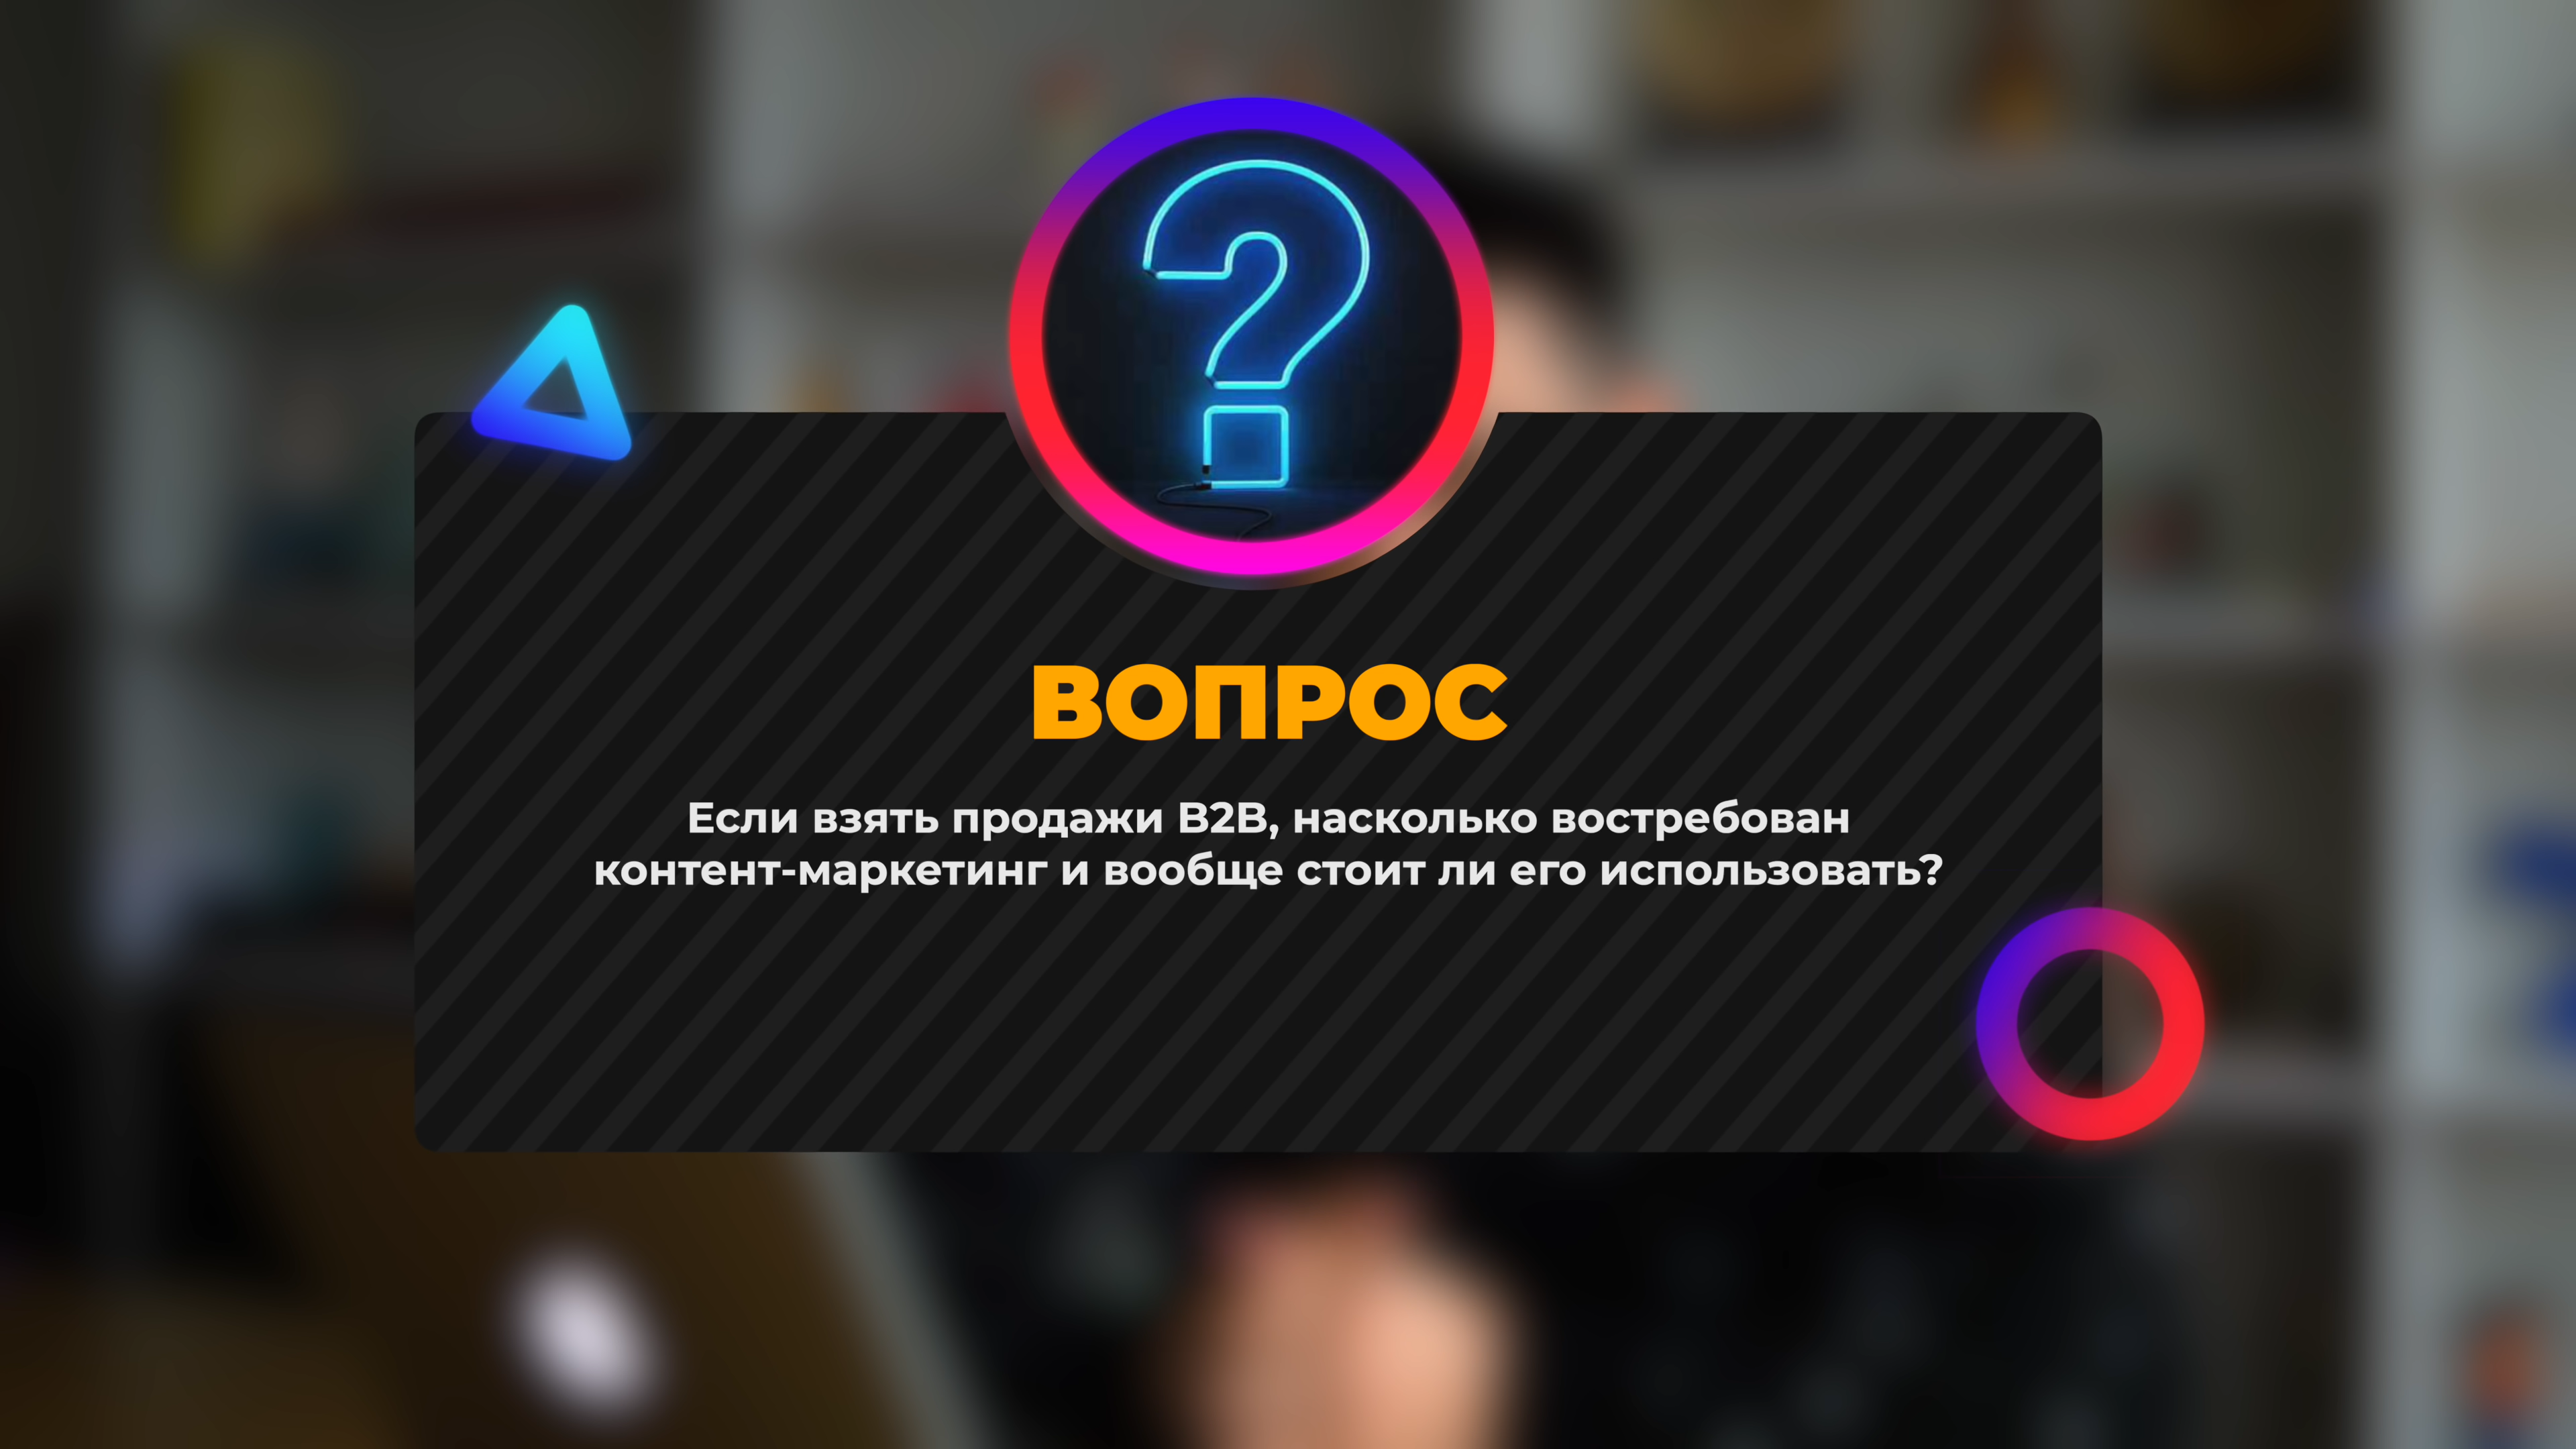 ВОПРОС
Если взять продажи B2B, насколько востребован
контент-маркетинг и вообще стоит ли его использовать?